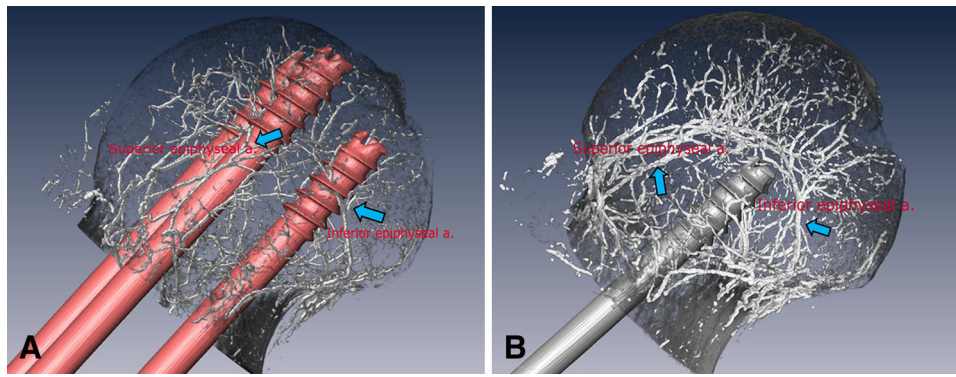 Superior epiphyseal a.
Inferior epiphyseal a.
A
Superior epiphyseal a.
Inferior epiphyseal a.
B